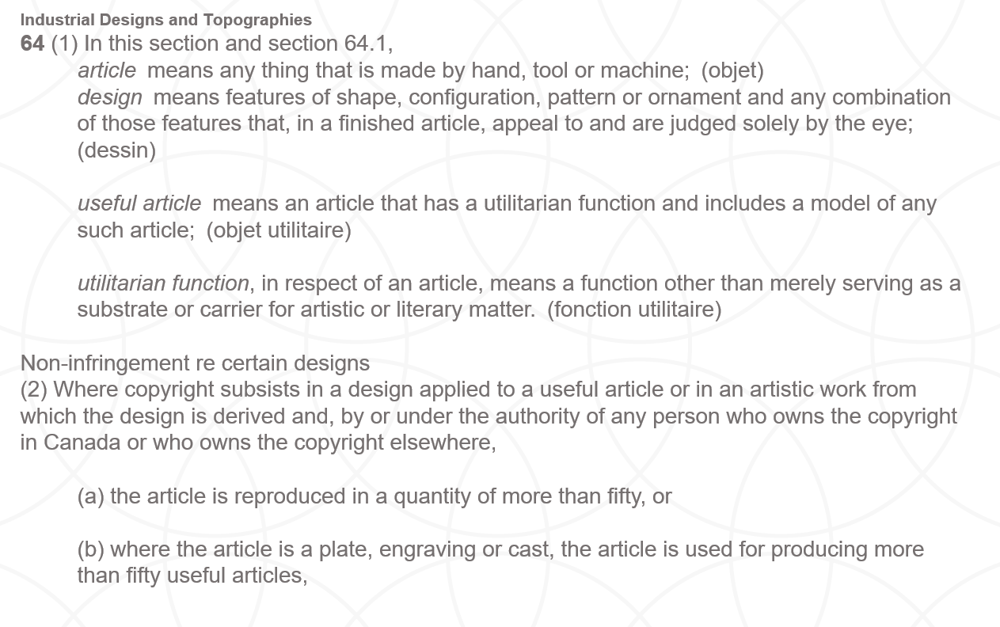 Industrial Designs and Topographies
64 (1) In this section and section 64.1,
article means any thing that is made by hand, tool or machine; (objet)
design means features of shape, configuration, pattern or ornament and any combination
of those features that, in a finished article, appeal to and are judged solely by the eye;
(dessin)
useful article means an article that has a utilitarian function and includes a model of any
such article; (objet utilitaire)
utilitarian function, in respect of an article, means a function other than merely serving as a
substrate or carrier for artistic or literary matter. (fonction utilitaire)
Non-infringement re certain designs
(2) Where copyright subsists in a design applied to a useful article or in an artistic work from
which the design is derived and, by or under the authority of any person who owns the copyright
in Canada or who owns the copyright elsewhere,
(a) the article is reproduced in a quantity of more than fifty, or
(b) where the article is a plate, engraving or cast, the article is used for producing more
than fifty useful articles,